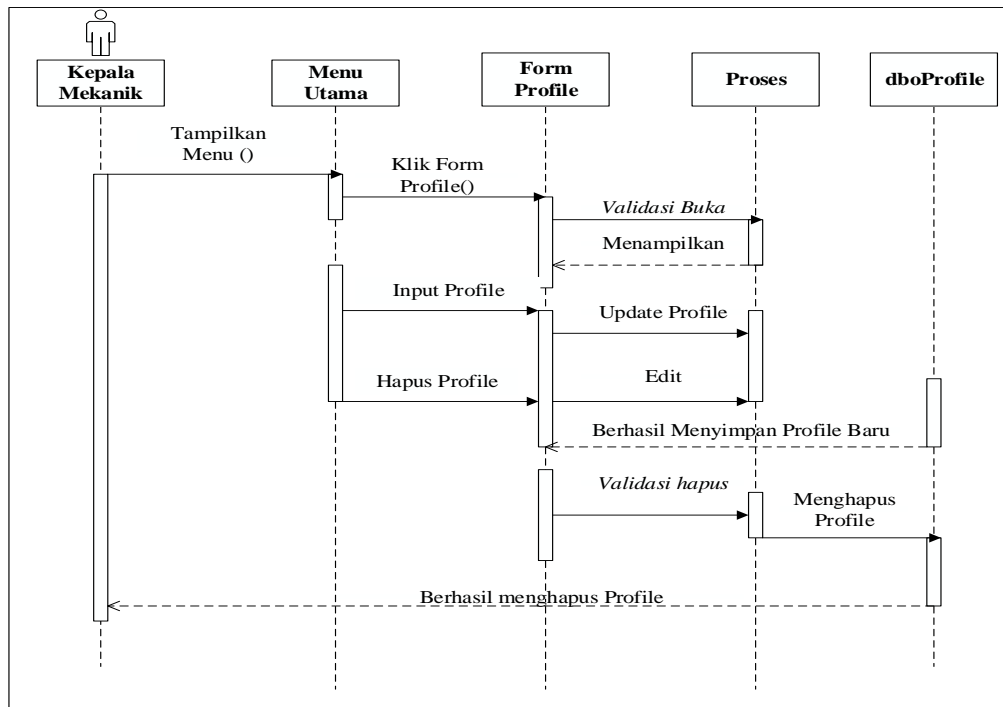 Kepala
Mekanik
Menu
Utama
Form
Profile
Proses
dboProfile
Tampilkan
Menu ()
Klik Form
Profile()
Validasi Buka
Menampilkan
Input Profile
Update Profile
Hapus Profile
Edit
Berhasil Menyimpan Profile Baru
Validasi hapus
Menghapus
Profile
Berhasil menghapus Profile